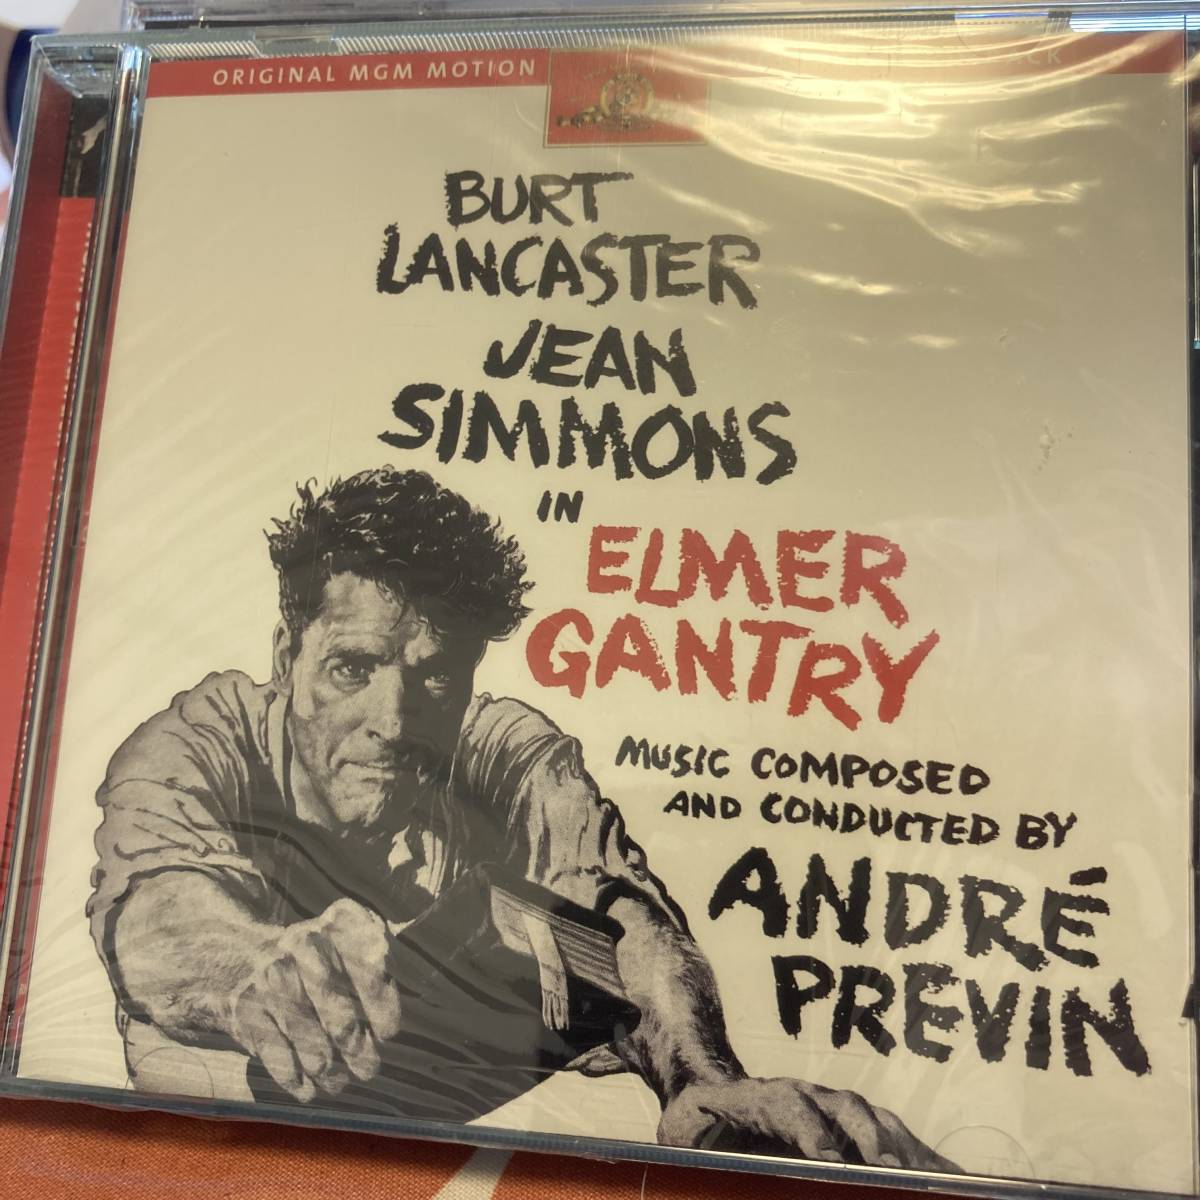 ORIGINAL MGM MOTION
BURT
LANCASTER
JEAN
SIMMONS
IN
ELMER
GANTRY
MUSIC COMPOSED
AND CONDUCTED BY
ANDRÉ
PREVIN